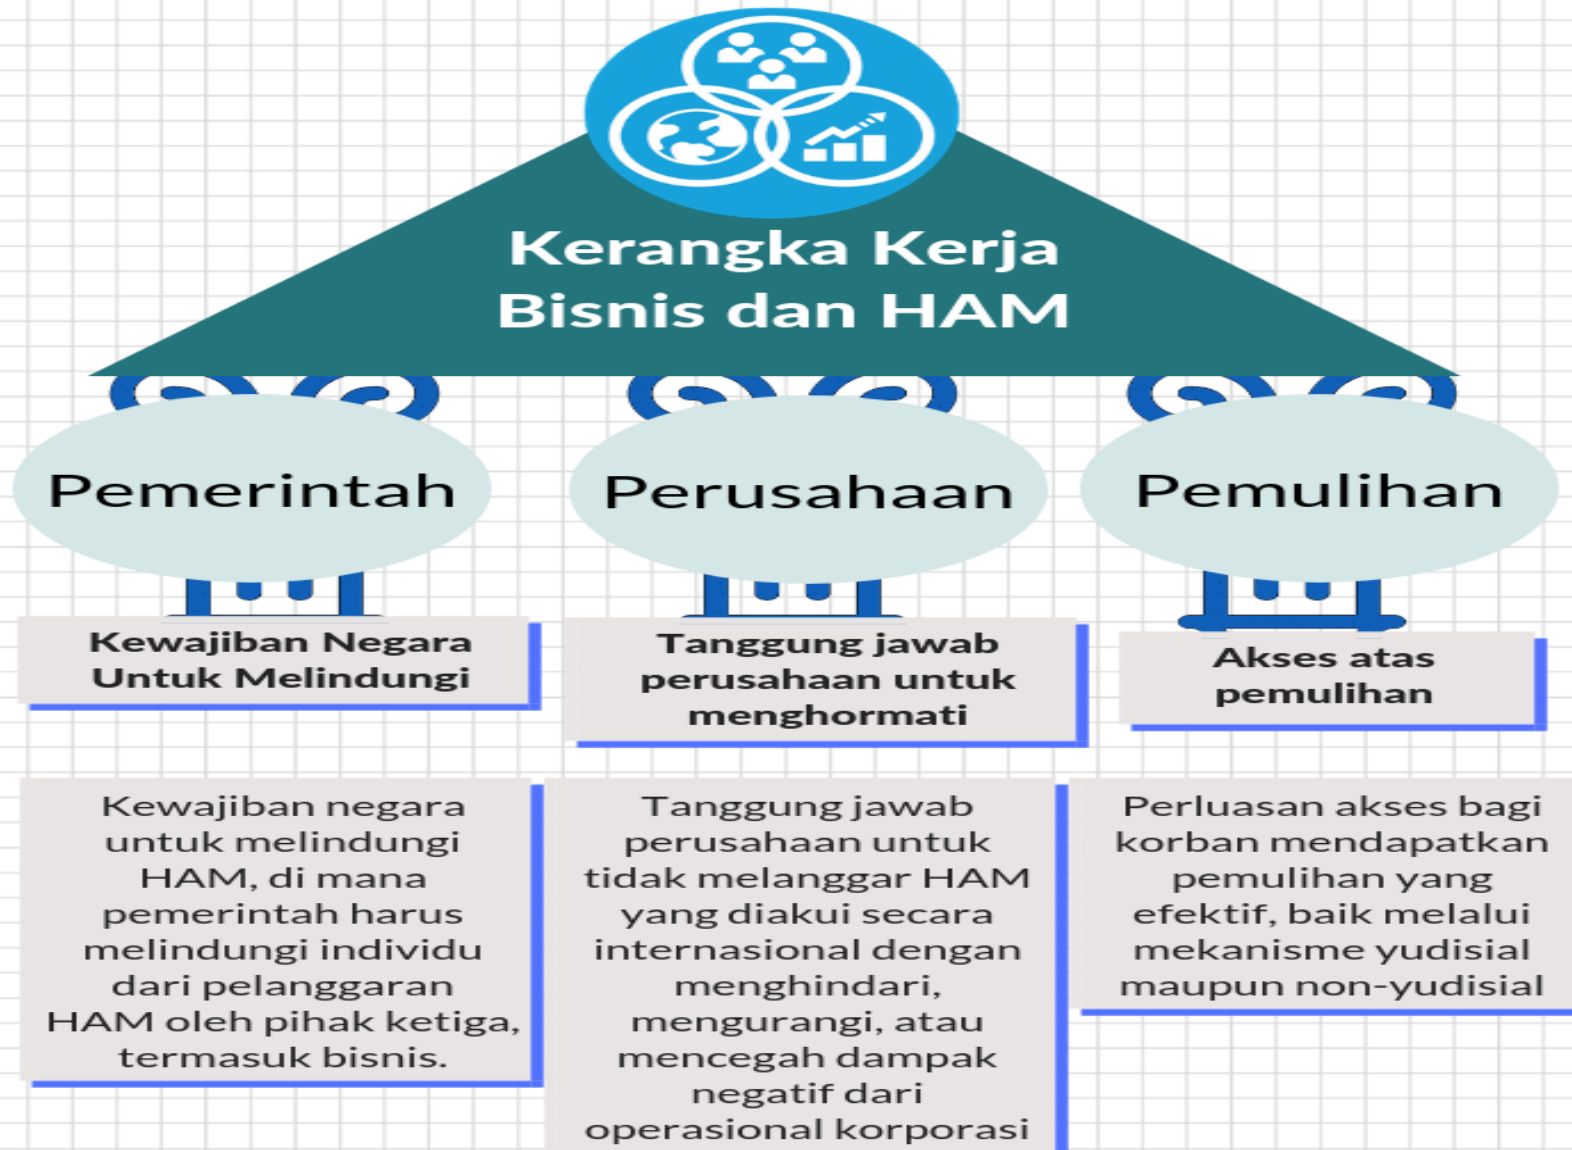 Kerangka Kerja
Bisnis dan HAM
Pemerintah
Perusahaan
Pemulihan
Kewajiban Negara
Untuk Melindungi
Tanggung jawab
perusahaan untuk
menghormati
Akses atas
pemulihan
Kewajiban negara
untuk melindungi
HAM, di mana
pemerintah harus
melindungi individu
dari pelanggaran
HAM oleh pihak ketiga,
termasuk bisnis.
Tanggung jawab
perusahaan untuk
tidak melanggar HAM
yang diakui secara
internasional dengan
menghindari,
mengurangi, atau
mencegah dampak
negatif dari
operasional korporasi
Perluasan akses bagi
korban mendapatkan
pemulihan yang
efektif, baik melalui
mekanisme yudisial
maupun non-yudisial